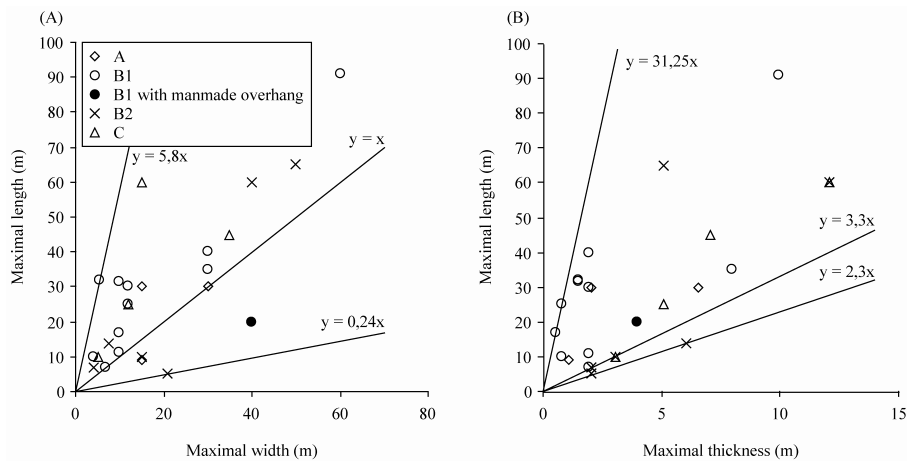 (A)
Maximal length (m)
100
90
80
70
60
50
40
30
20
10
0
A
B1
B1 with manmade overhang
B2
C
y = 5,8x
y = x
y = 0,24x
0 20 40 60 80
Maximal width (m)
(B)
Maximal length (m)
100
90
80
70
60
50
40
30
20
10
0
y = 31,25x
y = 3,3x
y = 2,3x
0 5 10 15
Maximal thickness (m)